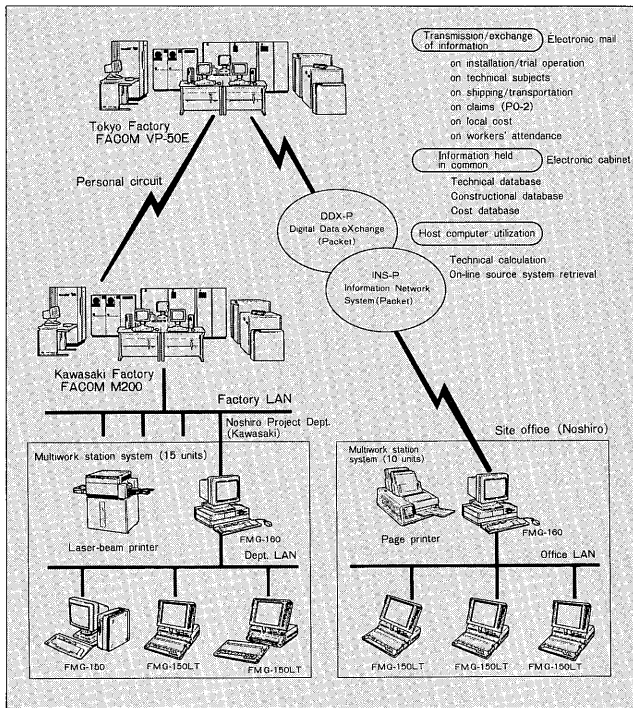 Transmission/exchange
of information
Electronic mail
on installation/trial operation
on technical subjects
on shipping/transportation
on claims (PO-2)
on local cost
on workers' attendance
Information held
in common
Electronic cabinet
Technical database
Constructional database
Cost database
Host computer utilization
Technical calculation
On-line source system retrieval
Tokyo Factory
FACOM VP-50E
Personal circuit
DDX-P
Digital Data eXchange
(Packet)
INS-P
Information Network
System (Packet)
Kawasaki Factory
FACOM M200
Factory LAN
Noshiro Project Dept.
(Kawasaki)
Multiwork station system (15 units)
Laser-beam printer
FMG-160
Dept. LAN
FMG-150
FMG-150LT
FMG-150LT
Site office (Noshiro)
Multiwork station
system (10 units)
Page printer
FMG-160
Office LAN
FMG-150LT
FMG-150LT
FMG-150LT